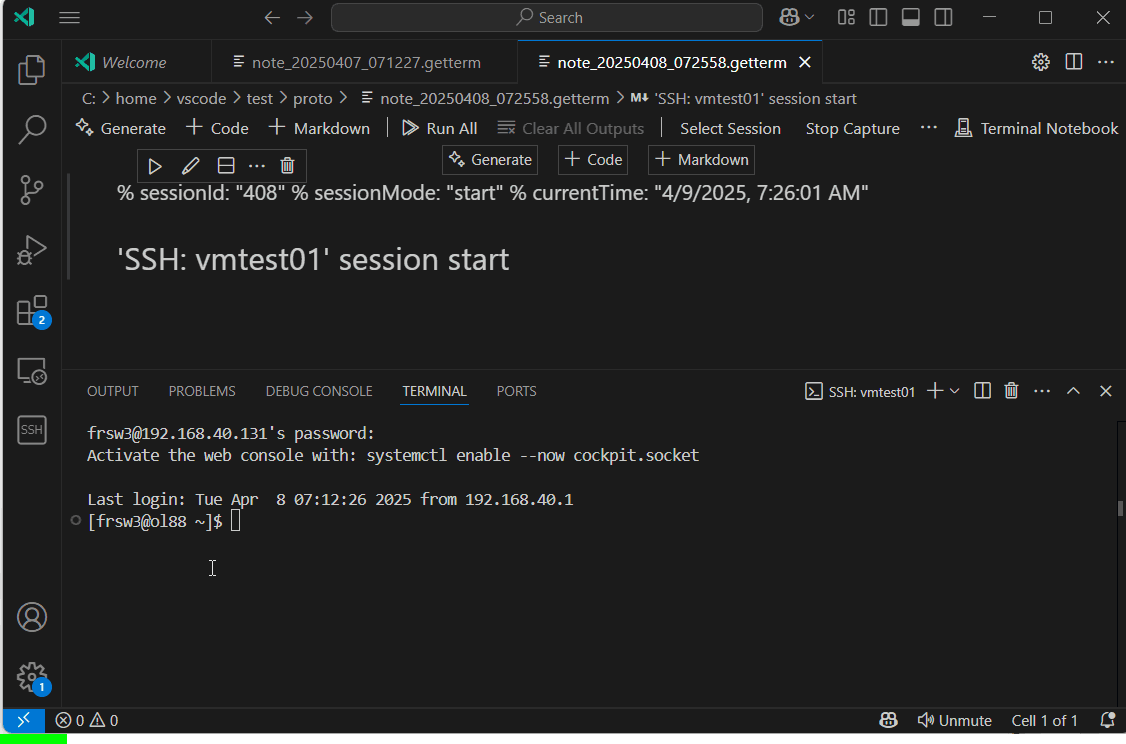 Search
Welcome
note_20250407_071227.getterm
note_20250408_072558.getterm
C: > home > vscode > test > proto > note_20250408_072558.getterm > M↓ 'SSH: vmtest01' session start
Generate + Code + Markdown Run All Clear All Outputs Select Session Stop Capture ... Terminal Notebook
... Generate + Code + Markdown
% sessionId: "408" % sessionMode: "start" % currentTime: "4/9/2025, 7:26:01 AM"
'SSH: vmtest01' session start
2
OUTPUT PROBLEMS DEBUG CONSOLE TERMINAL PORTS SSH: vmtest01
SSH
frsw3@192.168.40.131's password:
Activate the web console with: systemctl enable --now cockpit.socket
Last login: Tue Apr  8 07:12:26 2025 from 192.168.40.1
[frsw3@ol88 ~]$
1
0 0 Unmute Cell 1 of 1